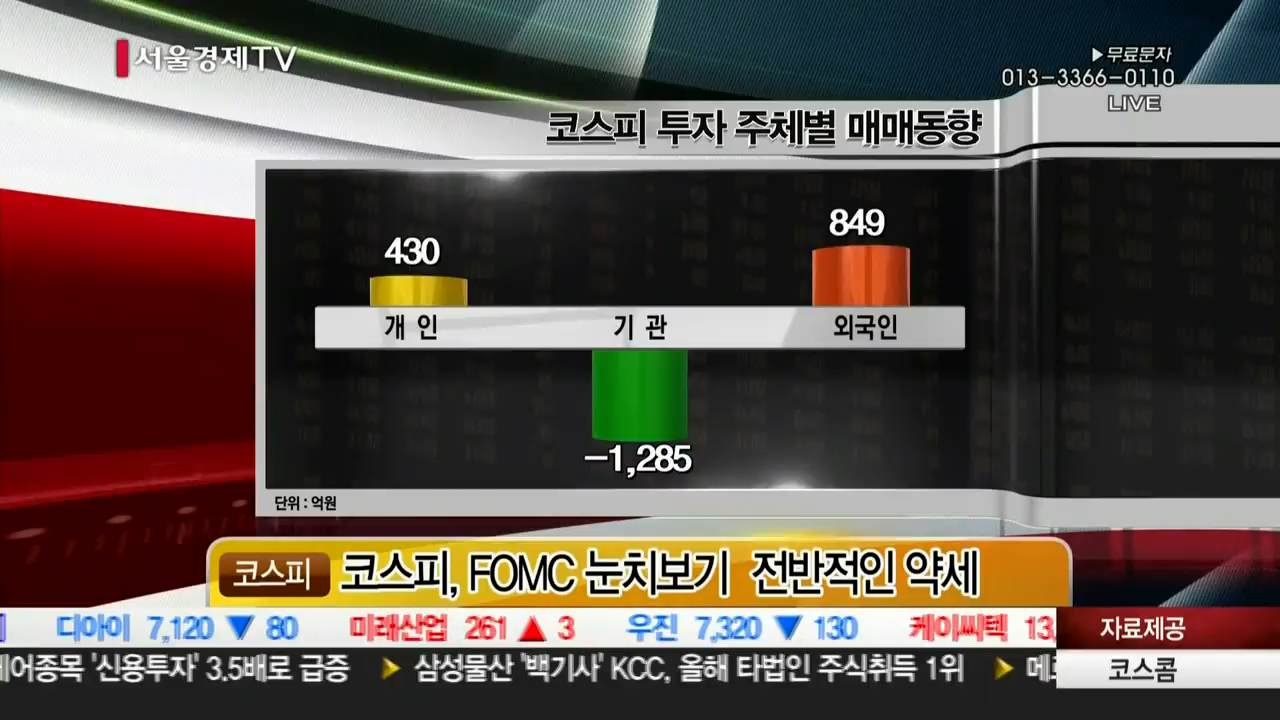 서울경제TV
▶무료문자
013-3366-0110
LIVE
코스피 투자 주체별 매매동향
430
849
개 인
기 관
외국인
-1,285
단위 : 억원
코스피
코스피, FOMC 눈치보기 전반적인 약세
디아이 7,120 ▼ 80 미래산업 261 ▲ 3 우진 7,320 ▼ 130 케이씨텍 13,
자료제공
어종목 '신용투자' 3.5배로 급증 ▶ 삼성물산 '백기사' KCC, 올해 타법인 주식취득 1위 ▶
코스콤